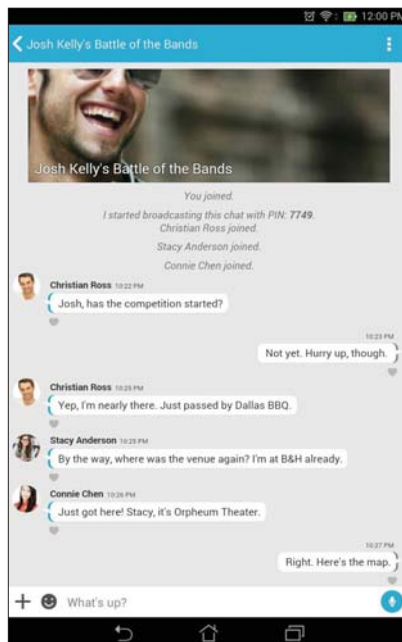 12:00 PM
Josh Kelly's Battle of the Bands
Josh Kelly's Battle of the Bands
You joined.
I started broadcasting this chat with PIN: 7749.
Christian Ross joined.
Stacy Anderson joined.
Connie Chen joined.
Christian Ross 10:22 PM
Josh, has the competition started?
10:23 PM
Not yet. Hurry up, though.
Christian Ross 10:25 PM
Yep, I'm nearly there. Just passed by Dallas BBQ.
Stacy Anderson 10:25 PM
By the way, where was the venue again? I'm at B&H already.
Connie Chen 10:26 PM
Just got here! Stacy, it's Orpheum Theater.
10:27 PM
Right. Here's the map.
What's up?